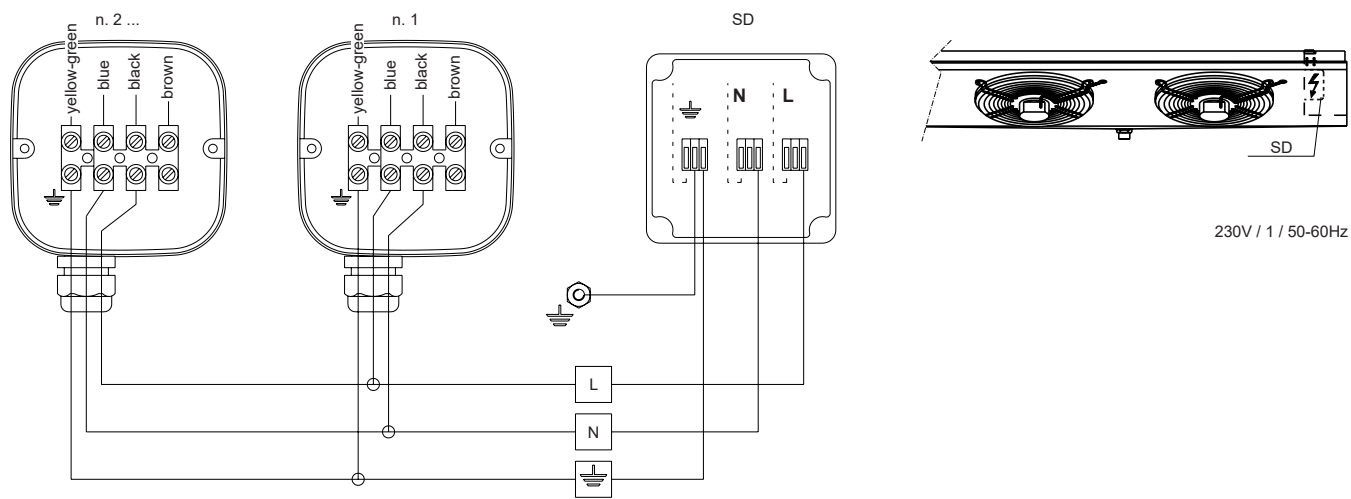 n. 2 ...
yellow-green
blue
black
brown
n. 1
yellow-green
blue
black
brown
SD
N
L
SD
230V / 1 / 50-60Hz
L
N